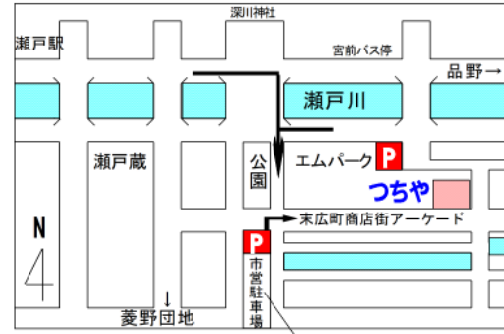 深川神社
瀬戸駅
宮前バス停
品野→
瀬戸川
瀬戸蔵
公園
エムパーク P
つちや
→末広町商店街アーケード
N
P
市営駐車場
↓
菱野団地